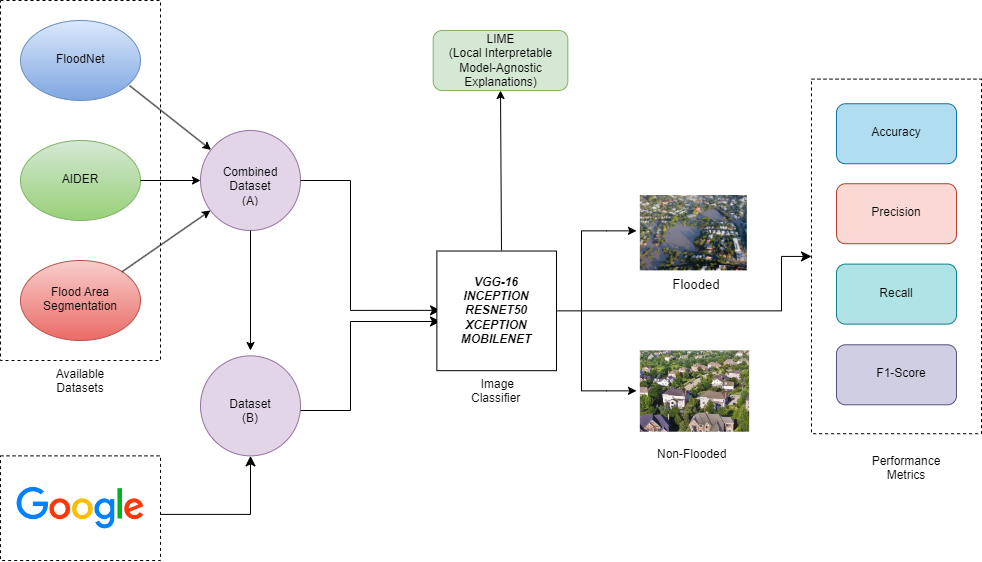 FloodNet
AIDER
Flood Area
Segmentation
Available
Datasets
Google
Combined
Dataset
(A)
Dataset
(B)
LIME
(Local Interpretable
Model-Agnostic
Explanations)
VGG-16
INCEPTION
RESNET50
XCEPTION
MOBILENET
Image
Classifier
Flooded
Non-Flooded
Accuracy
Precision
Recall
F1-Score
Performance
Metrics